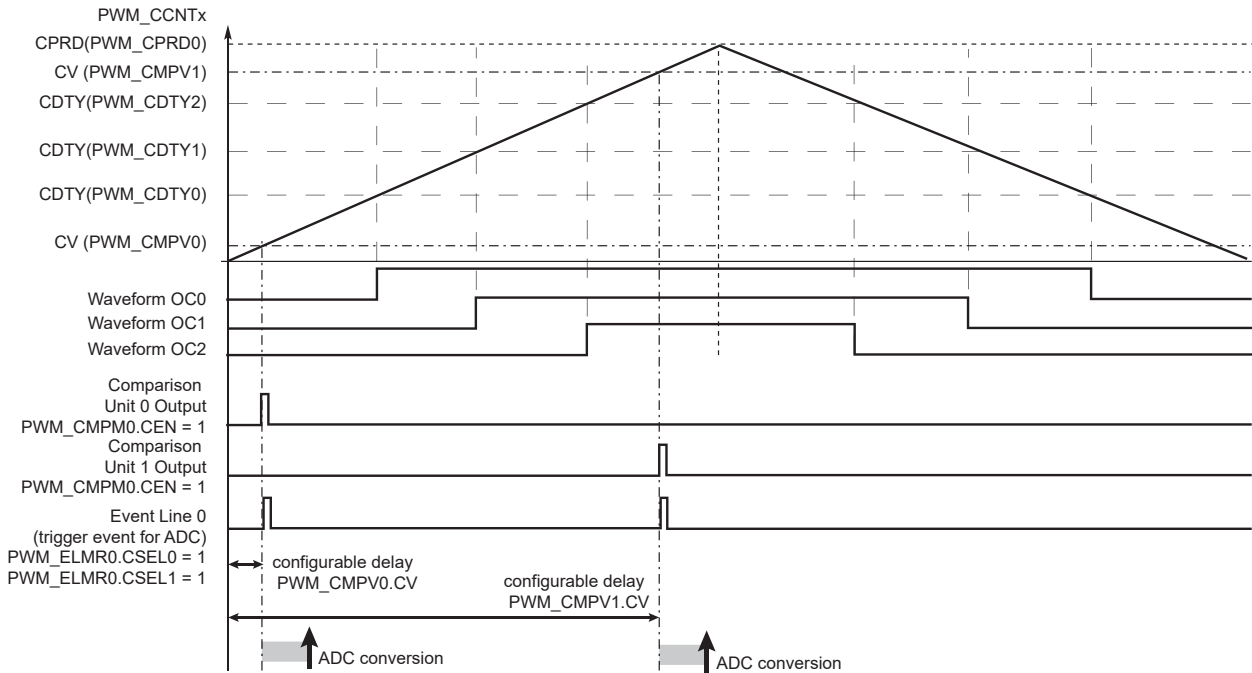 PWM_CCNTx
CPRD(PWM_CPRD0)
CV (PWM_CMPV1)
CDTY(PWM_CDTY2)
CDTY(PWM_CDTY1)
CDTY(PWM_CDTY0)
CV (PWM_CMPV0)
Waveform OC0
Waveform OC1
Waveform OC2
Comparison
Unit 0 Output
PWM_CMPM0.CEN = 1
Comparison
Unit 1 Output
PWM_CMPM0.CEN = 1
Event Line 0
(trigger event for ADC)
PWM_ELMR0.CSEL0 = 1
PWM_ELMR0.CSEL1 = 1
configurable delay
PWM_CMPV0.CV
configurable delay
PWM_CMPV1.CV
ADC conversion
ADC conversion